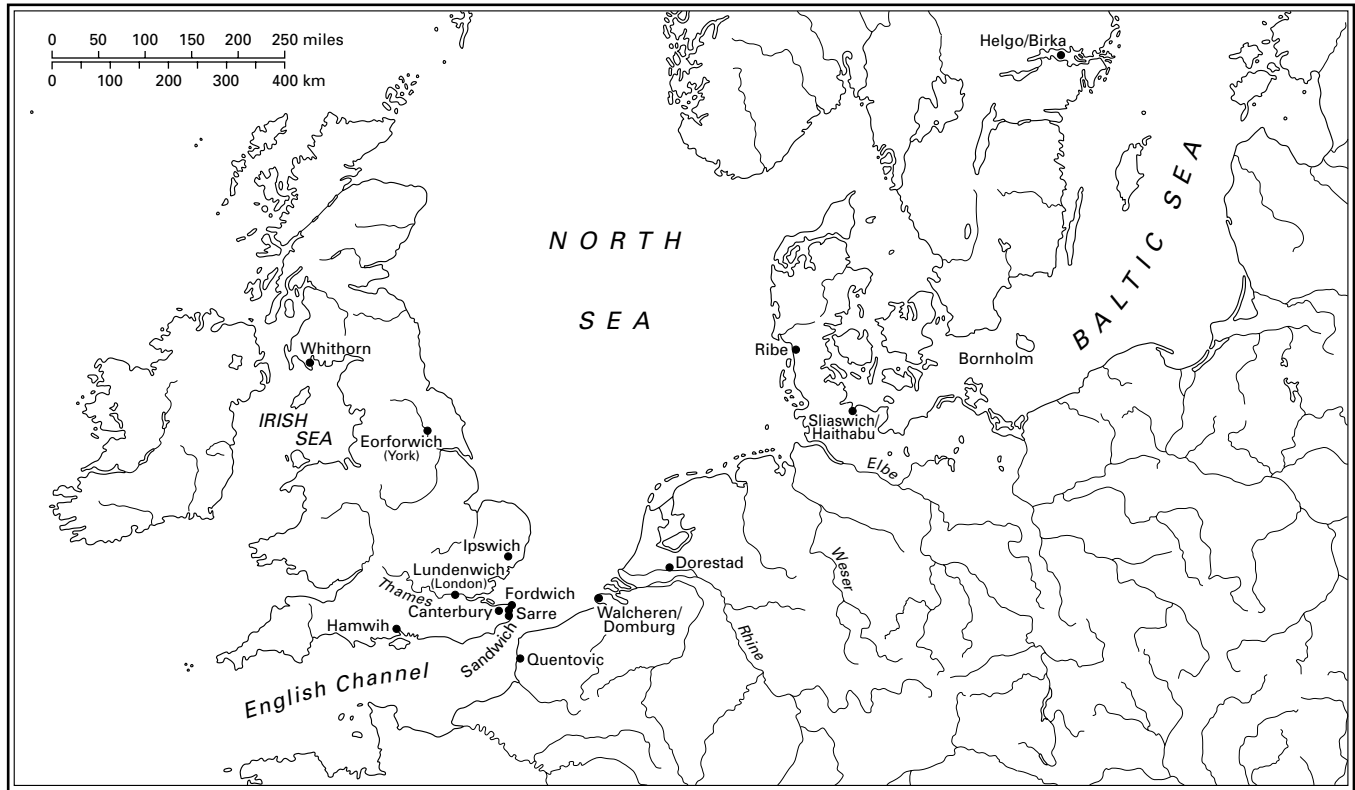 0 50 100 150 200 250 miles
0 100 200 300 400 km
Helgo/Birka
NORTH
SEA
BALTIC SEA
Whithorn
Ribe
Bornholm
IRISH
SEA
Eorforwich
(York)
Sliaswich/
Haithabu
Elbe
Ipswich
Lundenwich
(London)
Thames
Fordwich
Canterbury
Sarre
Sandwich
Hamwih
Dorestad
Weser
Walcheren/
Domburg
Rhine
Quentovic
English Channel